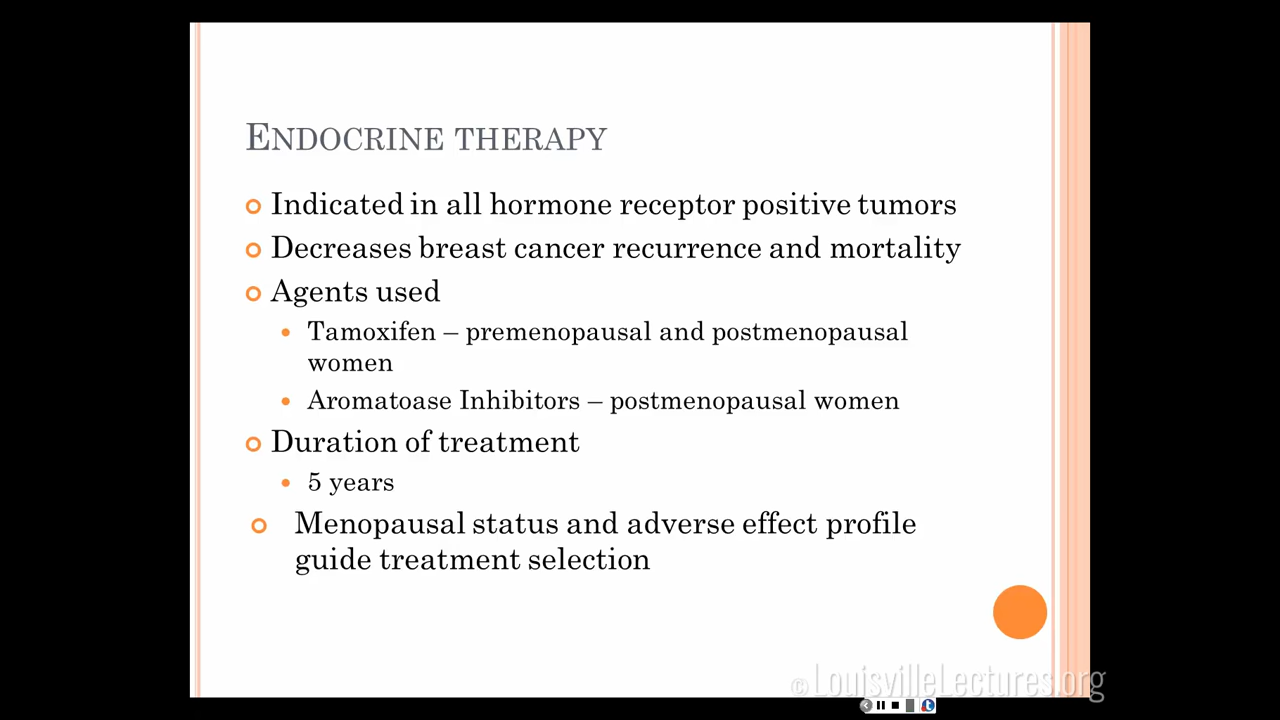 ENDOCRINE THERAPY
Indicated in all hormone receptor positive tumors
Decreases breast cancer recurrence and mortality
Agents used
Tamoxifen – premenopausal and postmenopausal
women
Aromatoase Inhibitors – postmenopausal women
Duration of treatment
5 years
Menopausal status and adverse effect profile
guide treatment selection
© LouisvilleLectures.org